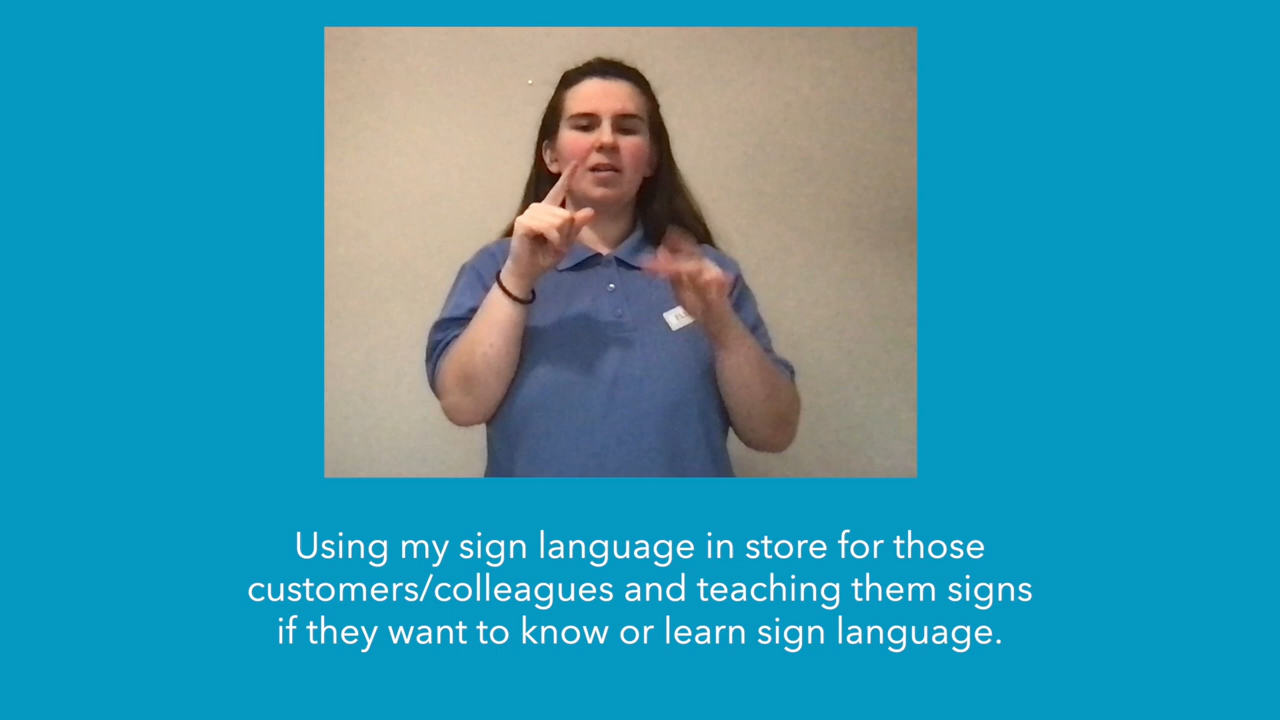 Using my sign language in store for those
customers/colleagues and teaching them signs
if they want to know or learn sign language.